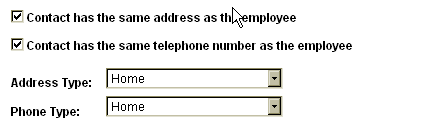 Contact has the same address as the employee
Contact has the same telephone number as the employee
Address Type: Home
Phone Type: Home